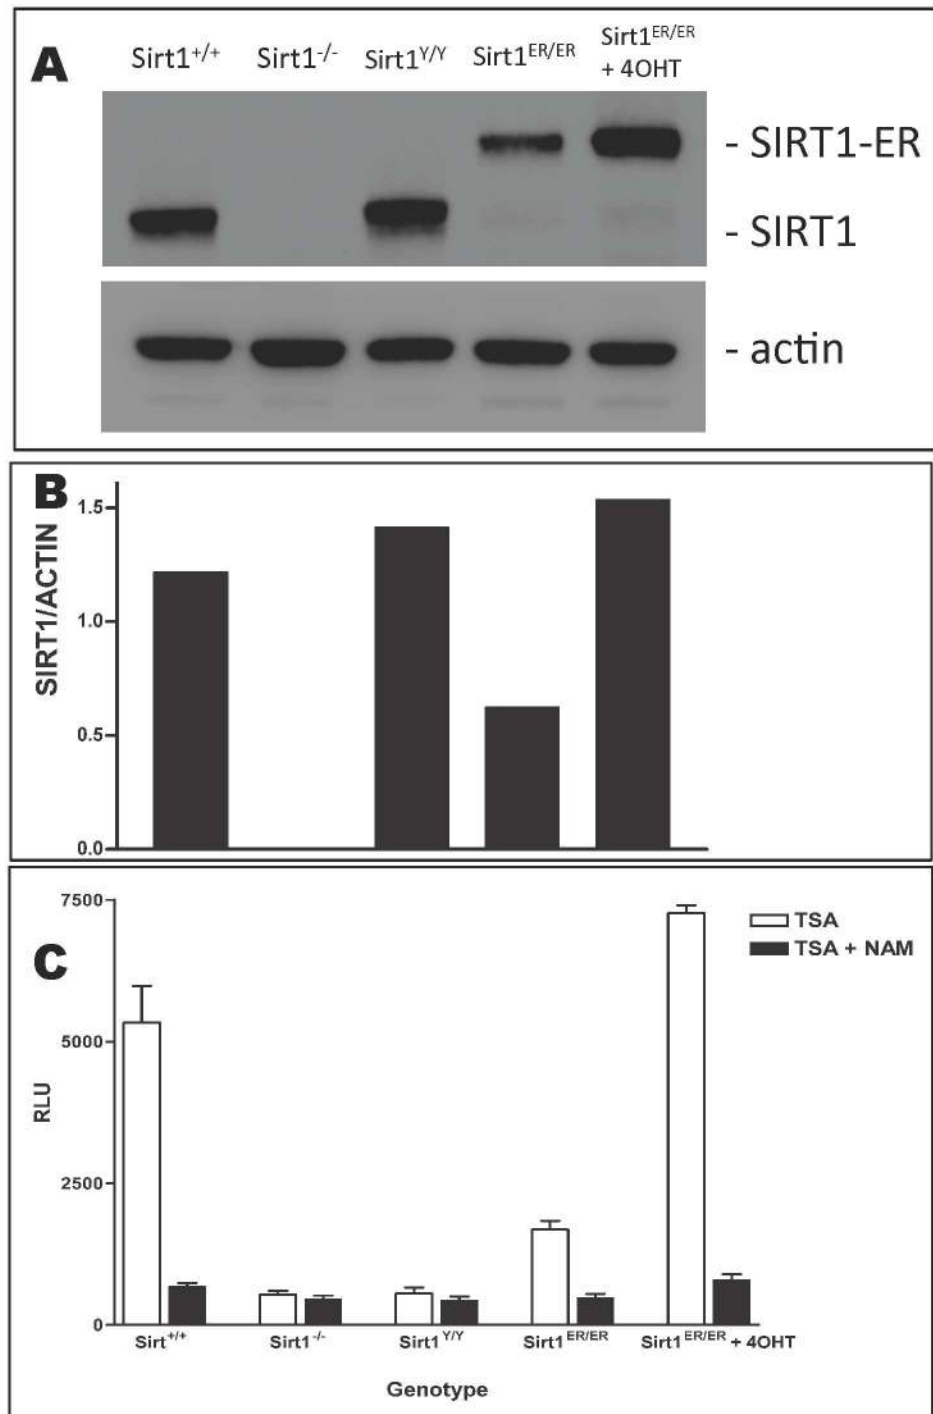 A
Sirt1+/+ Sirt1-/- Sirt1Y/Y Sirt1ER/ER Sirt1ER/ER
+ 4OHT
- SIRT1-ER
- SIRT1
- actin
B
SIRT1/ACTIN
1.5
1.0
0.5
0.0
C
RLU
7500
5000
2500
0
TSA
TSA + NAM
Sirt+/+ Sirt1-/- Sirt1Y/Y Sirt1ER/ER Sirt1ER/ER + 4OHT
Genotype